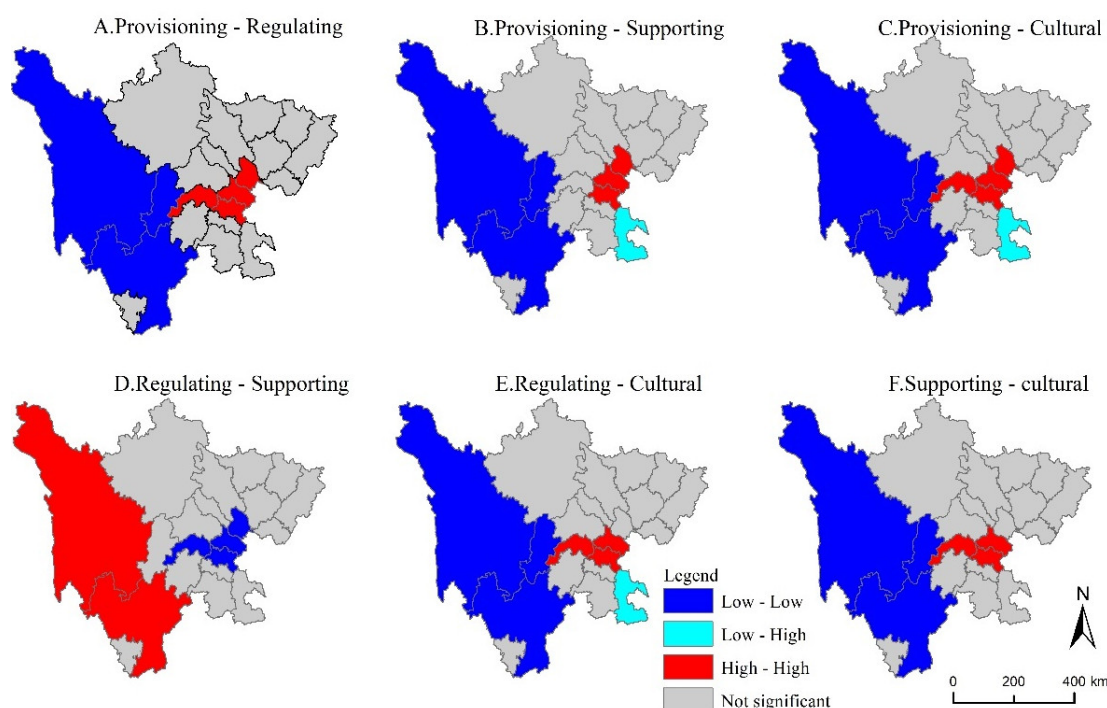 A.Provisioning - Regulating
B.Provisioning - Supporting
C.Provisioning - Cultural
D.Regulating - Supporting
E.Regulating - Cultural
F.Supporting - cultural
Legend
Low - Low
Low - High
High - High
Not significant
N
0 200 400 km